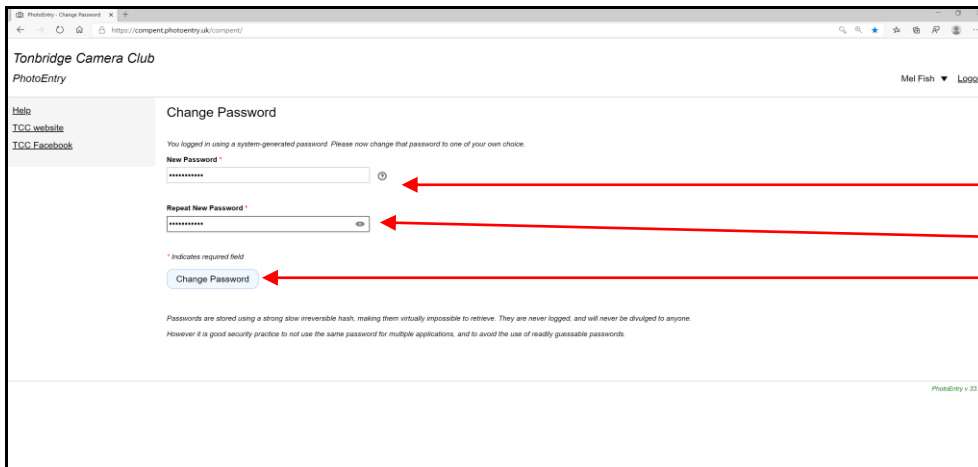 PhotoEntry - Change Password
https://compent.photoentry.uk/compent/
Tonbridge Camera Club
PhotoEntry
Mel Fish ▼ Logo
Help
TCC website
TCC Facebook
Change Password
You logged in using a system-generated password. Please now change that password to one of your own choice.
New Password *
•••••••••••
Repeat New Password *
•••••••••••
* Indicates required field
Change Password
Passwords are stored using a strong slow irreversible hash, making them virtually impossible to retrieve. They are never logged, and will never be divulged to anyone.
However it is good security practice to not use the same password for multiple applications, and to avoid the use of readily guessable passwords.
PhotoEntry v 33.